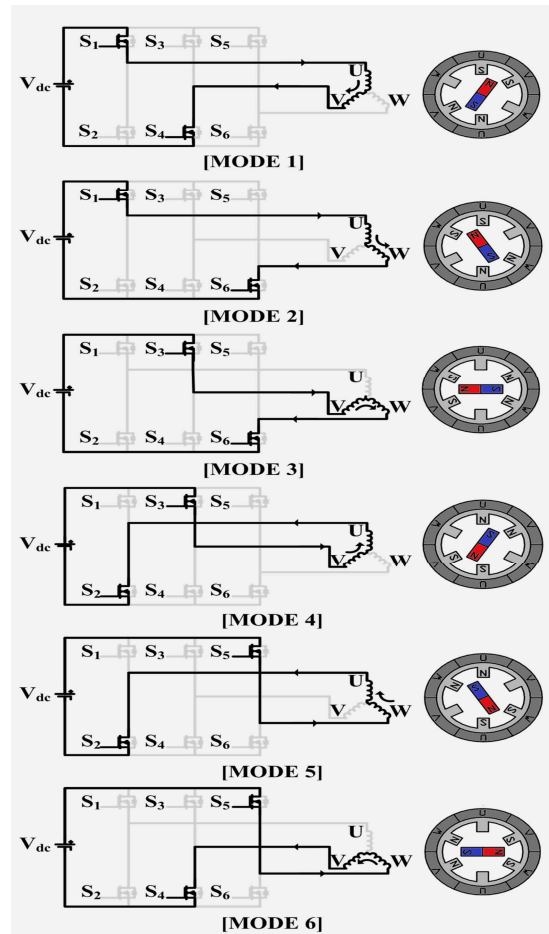 S1 S3 S5
Vdc
U
V W
S2 S4 S6
[MODE 1]
S1 S3 S5
Vdc
U
V W
S2 S4 S6
[MODE 2]
S1 S3 S5
Vdc
U
V W
S2 S4 S6
[MODE 3]
S1 S3 S5
Vdc
U
V W
S2 S4 S6
[MODE 4]
S1 S3 S5
Vdc
U
V W
S2 S4 S6
[MODE 5]
S1 S3 S5
Vdc
U
V W
S2 S4 S6
[MODE 6]